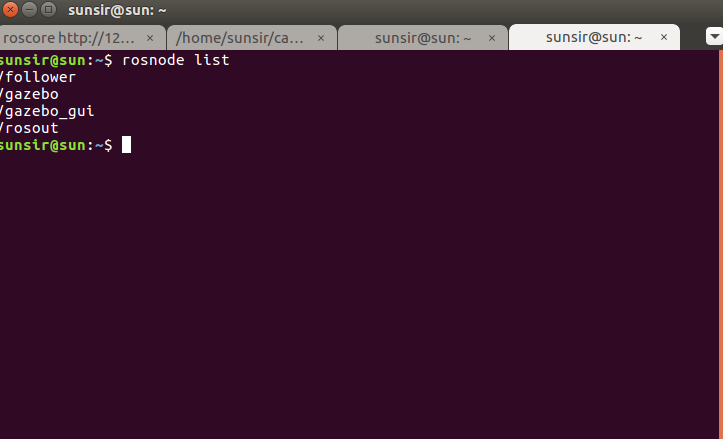 sunsir@sun: ~
roscore http://12... × /home/sunsir/ca... × sunsir@sun: ~ × sunsir@sun: ~ ×
sunsir@sun:~$ rosnode list
/follower
/gazebo
/gazebo_gui
/rosout
sunsir@sun:~$